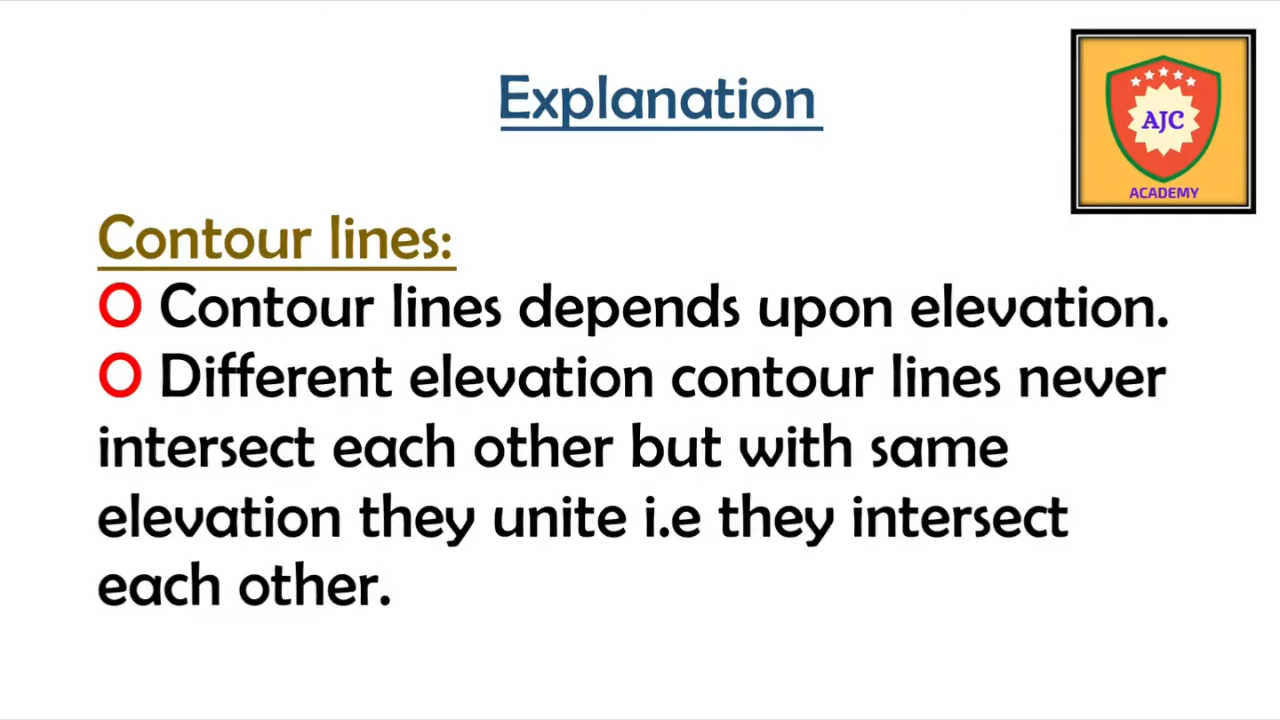 Explanation
AJC
ACADEMY
Contour lines:
O Contour lines depends upon elevation.
O Different elevation contour lines never
intersect each other but with same
elevation they unite i.e they intersect
each other.